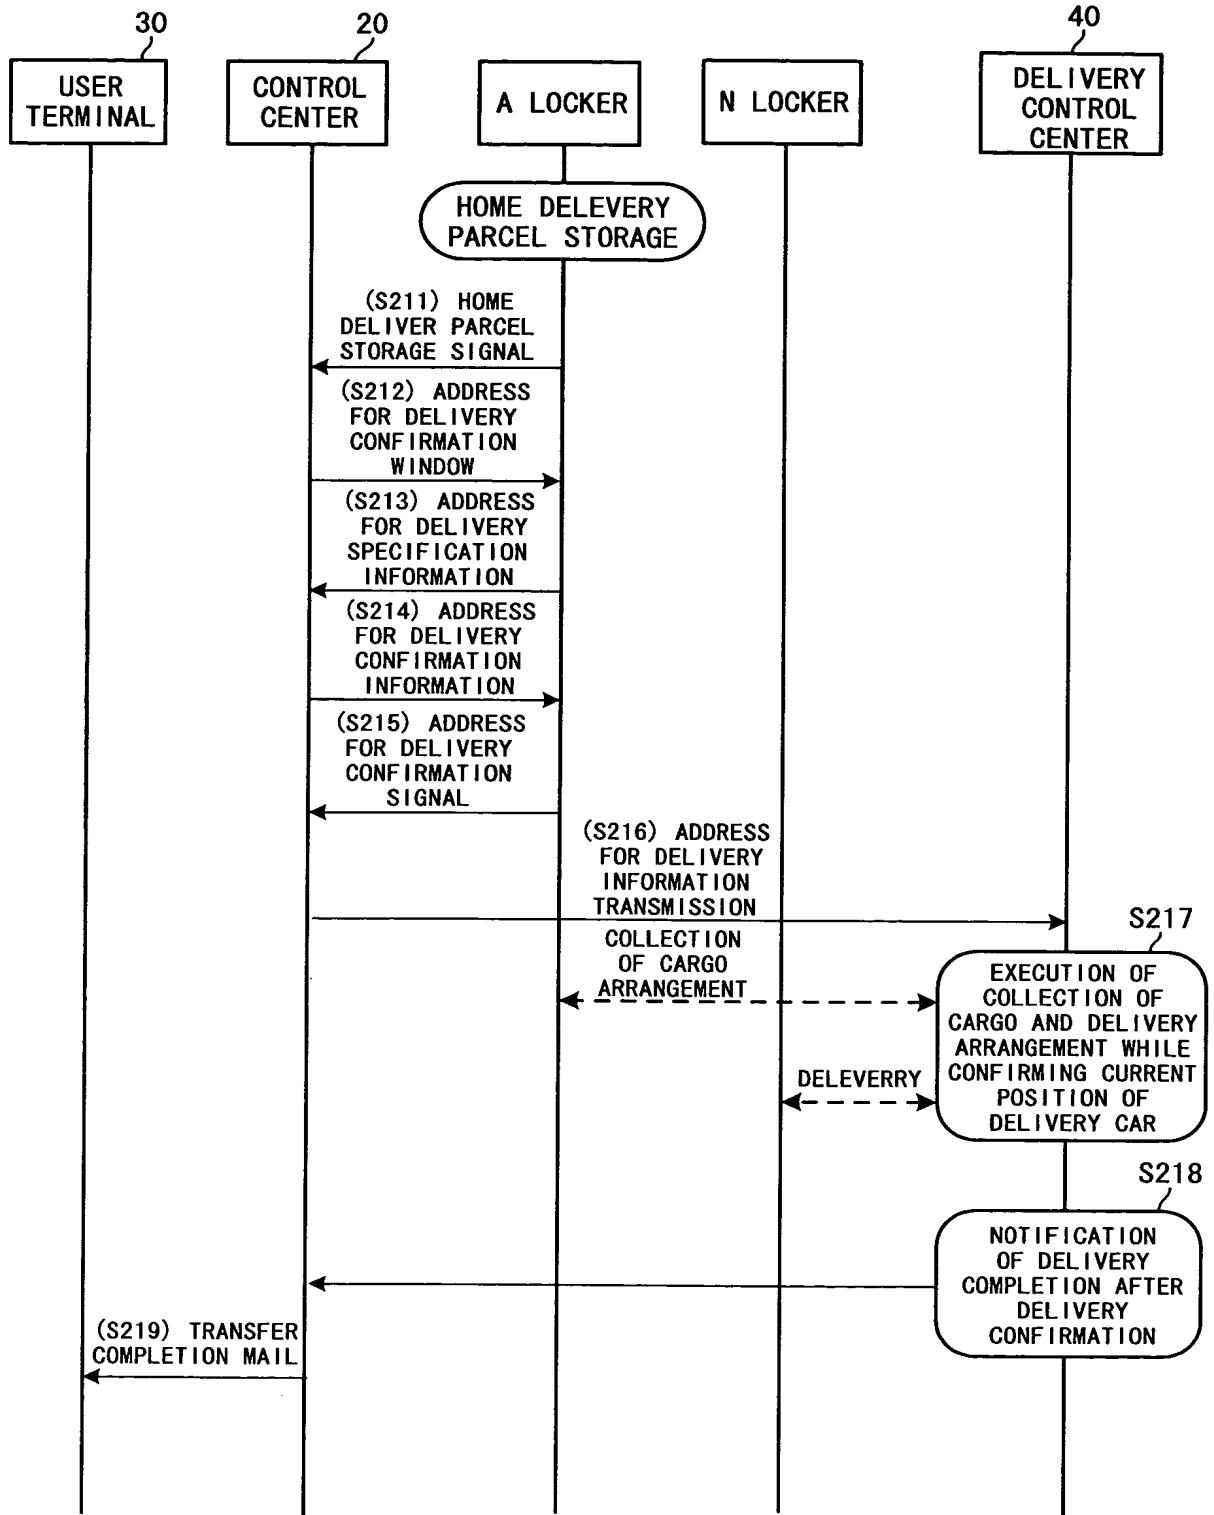 30
20
40
USER
TERMINAL
CONTROL
CENTER
A LOCKER
N LOCKER
DELIVERY
CONTROL
CENTER
HOME DELEVERY
PARCEL STORAGE
(S211) HOME
DELIVER PARCEL
STORAGE SIGNAL
(S212) ADDRESS
FOR DELIVERY
CONFIRMATION
WINDOW
(S213) ADDRESS
FOR DELIVERY
SPECIFICATION
INFORMATION
(S214) ADDRESS
FOR DELIVERY
CONFIRMATION
INFORMATION
(S215) ADDRESS
FOR DELIVERY
CONFIRMATION
SIGNAL
(S216) ADDRESS
FOR DELIVERY
INFORMATION
TRANSMISSION
COLLECTION
OF CARGO
ARRANGEMENT
S217
EXECUTION OF
COLLECTION OF
CARGO AND DELIVERY
ARRANGEMENT WHILE
CONFIRMING CURRENT
POSITION OF
DELIVERY CAR
DELEVERRY
S218
NOTIFICATION
OF DELIVERY
COMPLETION AFTER
DELIVERY
CONFIRMATION
(S219) TRANSFER
COMPLETION MAIL